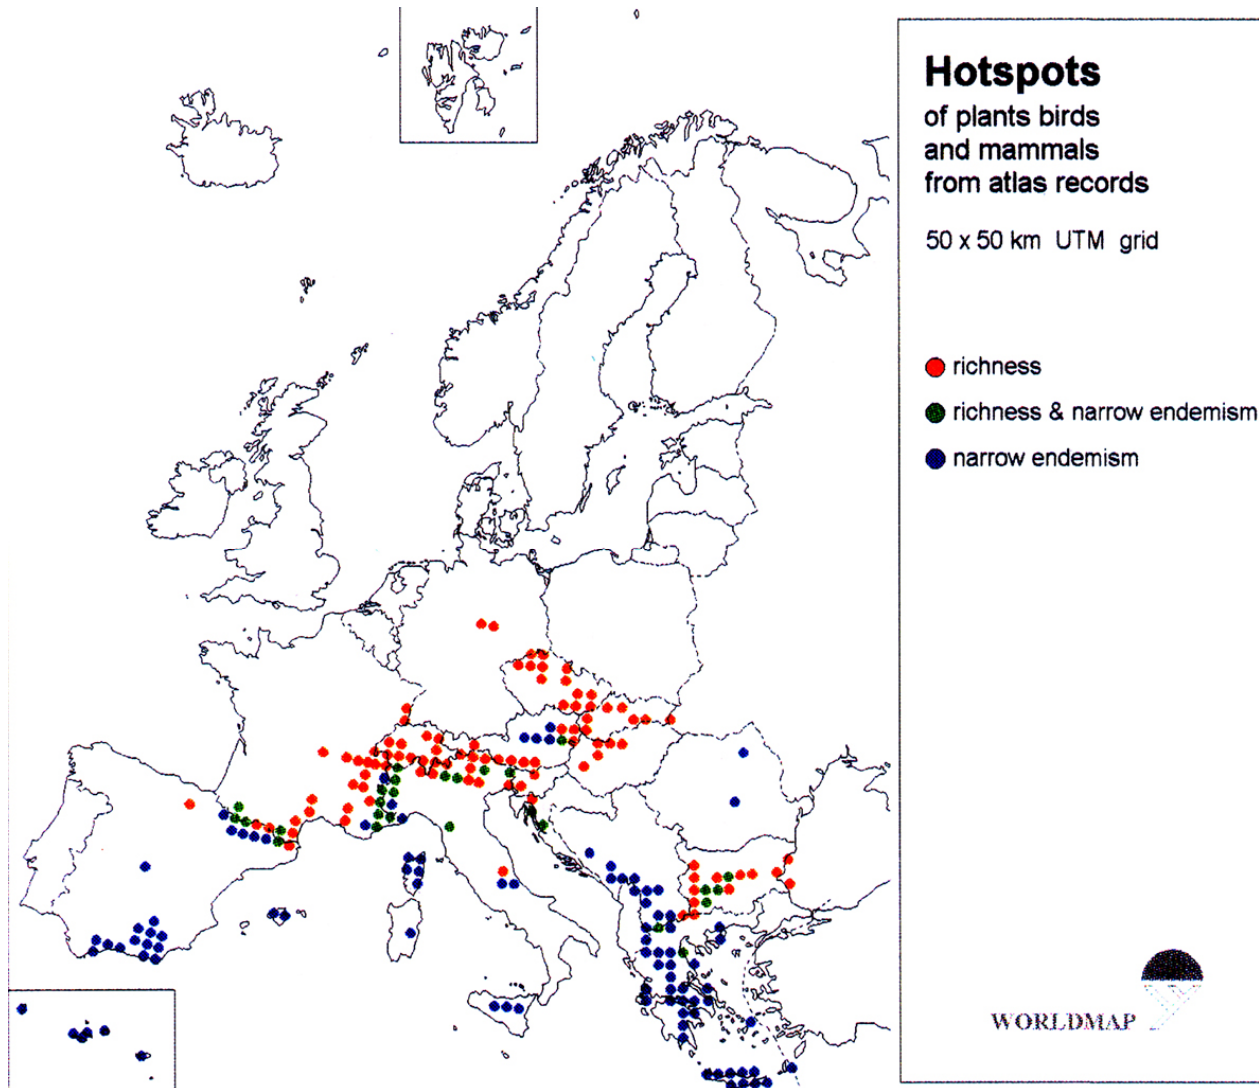 Hotspots
of plants birds
and mammals
from atlas records
50 x 50 km UTM grid
richness
richness & narrow endemism
narrow endemism
WORLDMAP